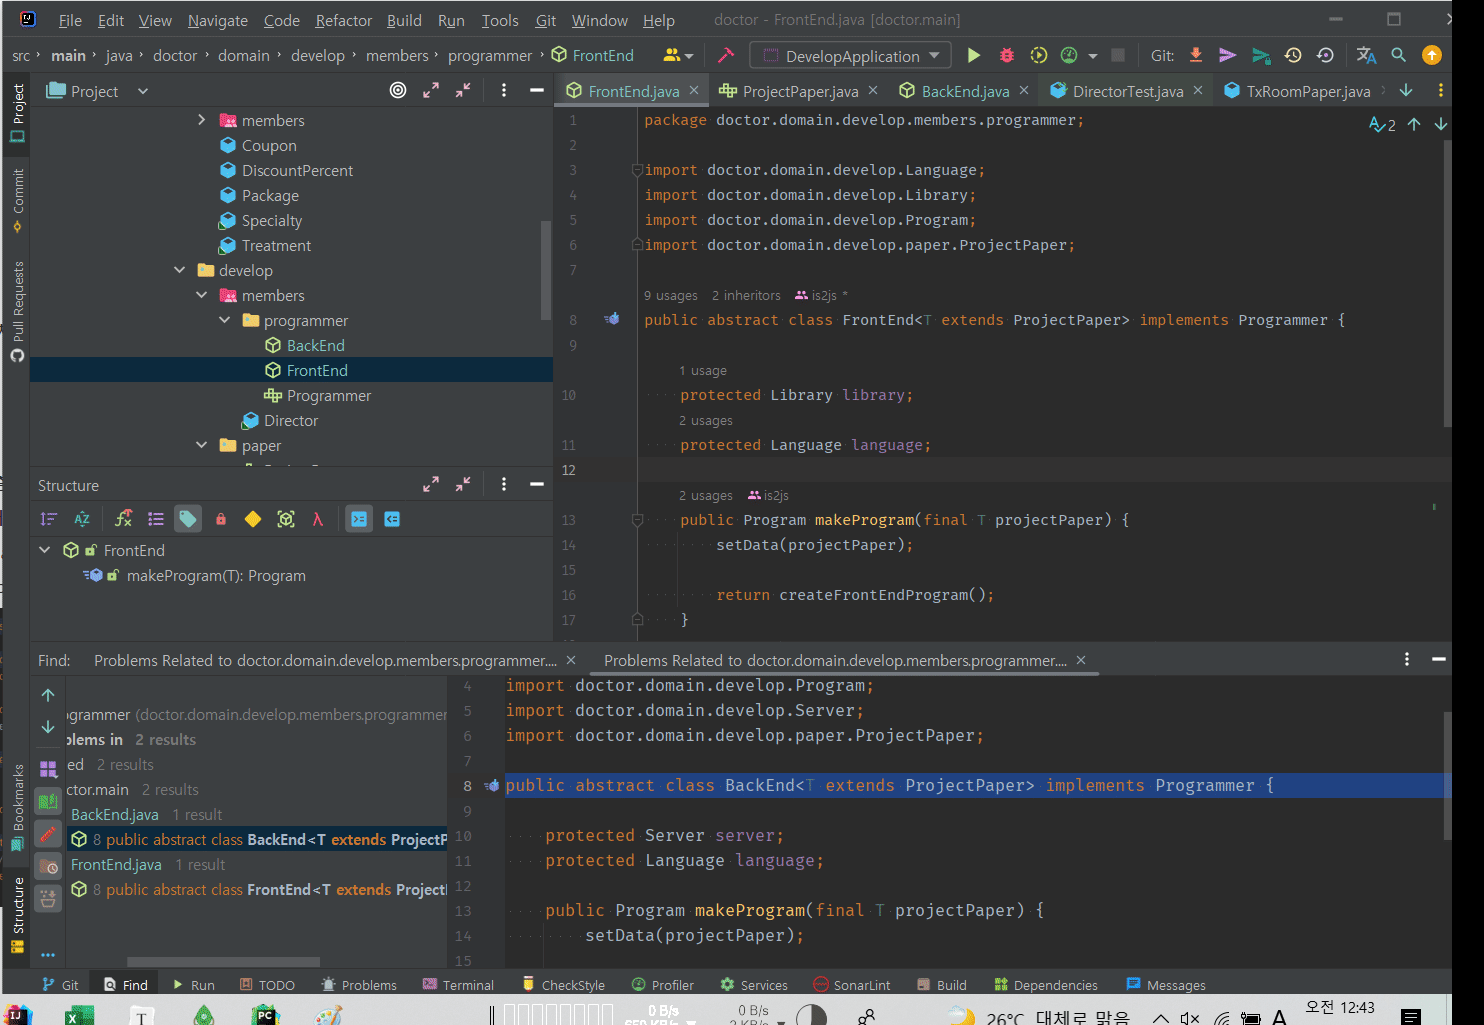 File Edit View Navigate Code Refactor Build Run Tools Git Window Help doctor - FrontEnd.java [doctor.main]
src main java doctor domain develop members programmer FrontEnd DevelopApplication Git:
Project
FrontEnd.java ProjectPaper.java BackEnd.java DirectorTest.java TxRoomPaper.java
Project
Commit
Pull Requests
Bookmarks
Structure
members
Coupon
DiscountPercent
Package
Specialty
Treatment
develop
members
programmer
BackEnd
FrontEnd
Programmer
Director
paper
Structure
FrontEnd
makeProgram(T): Program
2
1 package doctor.domain.develop.members.programmer;
2
3 import doctor.domain.develop.Language;
4 import doctor.domain.develop.Library;
5 import doctor.domain.develop.Program;
6 import doctor.domain.develop.paper.ProjectPaper;
7
9 usages 2 inheritors is2js *
8 public abstract class FrontEnd<T extends ProjectPaper> implements Programmer {
9
1 usage
10 protected Library library;
2 usages
11 protected Language language;
12
2 usages is2js
13 public Program makeProgram(final T projectPaper) {
14 setData(projectPaper);
15
16 return createFrontEndProgram();
17 }
Find: Problems Related to doctor.domain.develop.members.programmer.... Problems Related to doctor.domain.develop.members.programmer....
ogrammer (doctor.domain.develop.members.programmer
blems in 2 results
ed 2 results
ctor.main 2 results
BackEnd.java 1 result
8 public abstract class BackEnd<T extends ProjectP
FrontEnd.java 1 result
8 public abstract class FrontEnd<T extends Project
4 import doctor.domain.develop.Program;
5 import doctor.domain.develop.Server;
6 import doctor.domain.develop.paper.ProjectPaper;
7
8 public abstract class BackEnd<T extends ProjectPaper> implements Programmer {
9
10 protected Server server;
11 protected Language language;
12
13 public Program makeProgram(final T projectPaper) {
14 setData(projectPaper);
15
Git Find Run TODO Problems Terminal CheckStyle Profiler Services SonarLint Build Dependencies Messages
0 B/s 0 B/s
26°C 대체로 맑음 A 오전 12:43